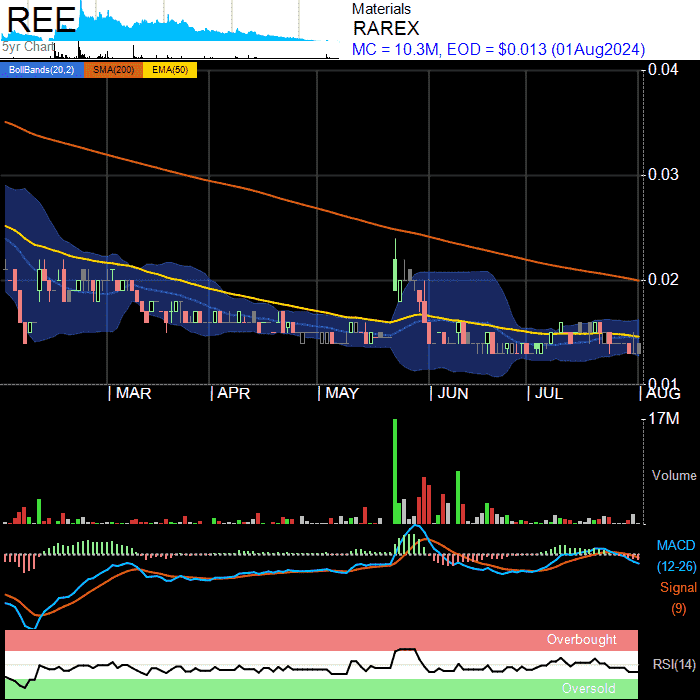 REE
5yr Chart
Materials
RAREX
MC = 10.3M, EOD = $0.013 (01Aug2024)
BollBands(20,2) SMA(200) EMA(50)
0.04
0.03
0.02
0.01
MAR APR MAY JUN JUL AUG
17M
Volume
MACD
(12-26)
Signal
(9)
Overbought
RSI(14)
Oversold